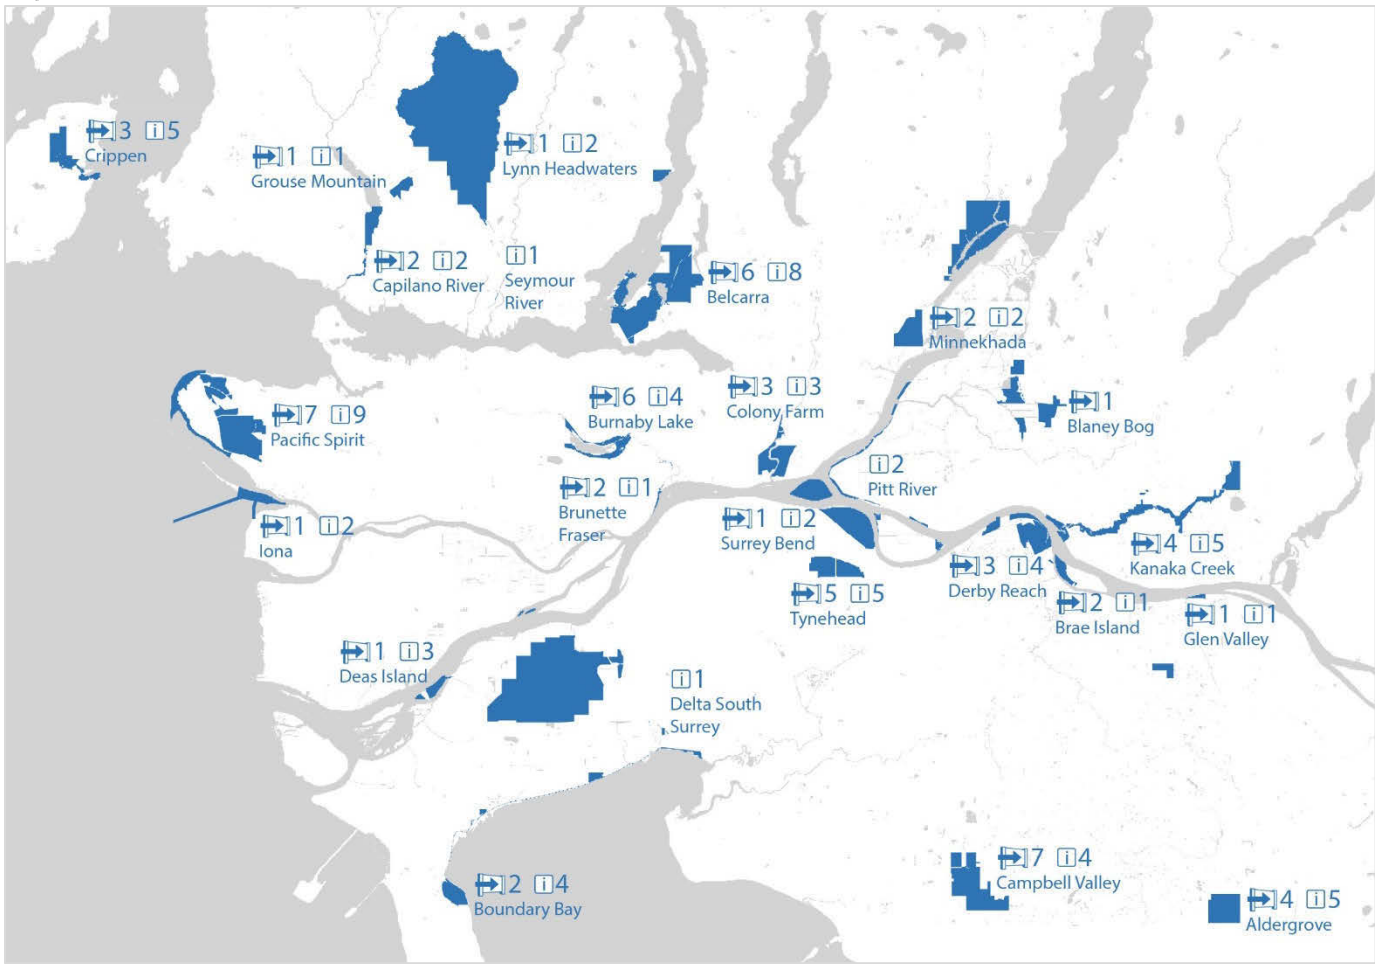 3 i 5
Crippen
1 i 1
Grouse Mountain
1 i 2
Lynn Headwaters
2 i 2
Capilano River
i 1
Seymour
River
6 i 8
Belcarra
2 i 2
Minnekhada
7 i 9
Pacific Spirit
6 i 4
Burnaby Lake
3 i 3
Colony Farm
1
Blaney Bog
2 i 1
Brunette
Fraser
i 2
Pitt River
1 i 2
Iona
1 i 2
Surrey Bend
4 i 5
Kanaka Creek
5 i 5
Tynehead
3 i 4
Derby Reach
2 i 1
Brae Island
1 i 1
Glen Valley
1 i 3
Deas Island
i 1
Delta South
Surrey
2 i 4
Boundary Bay
7 i 4
Campbell Valley
4 i 5
Aldergrove